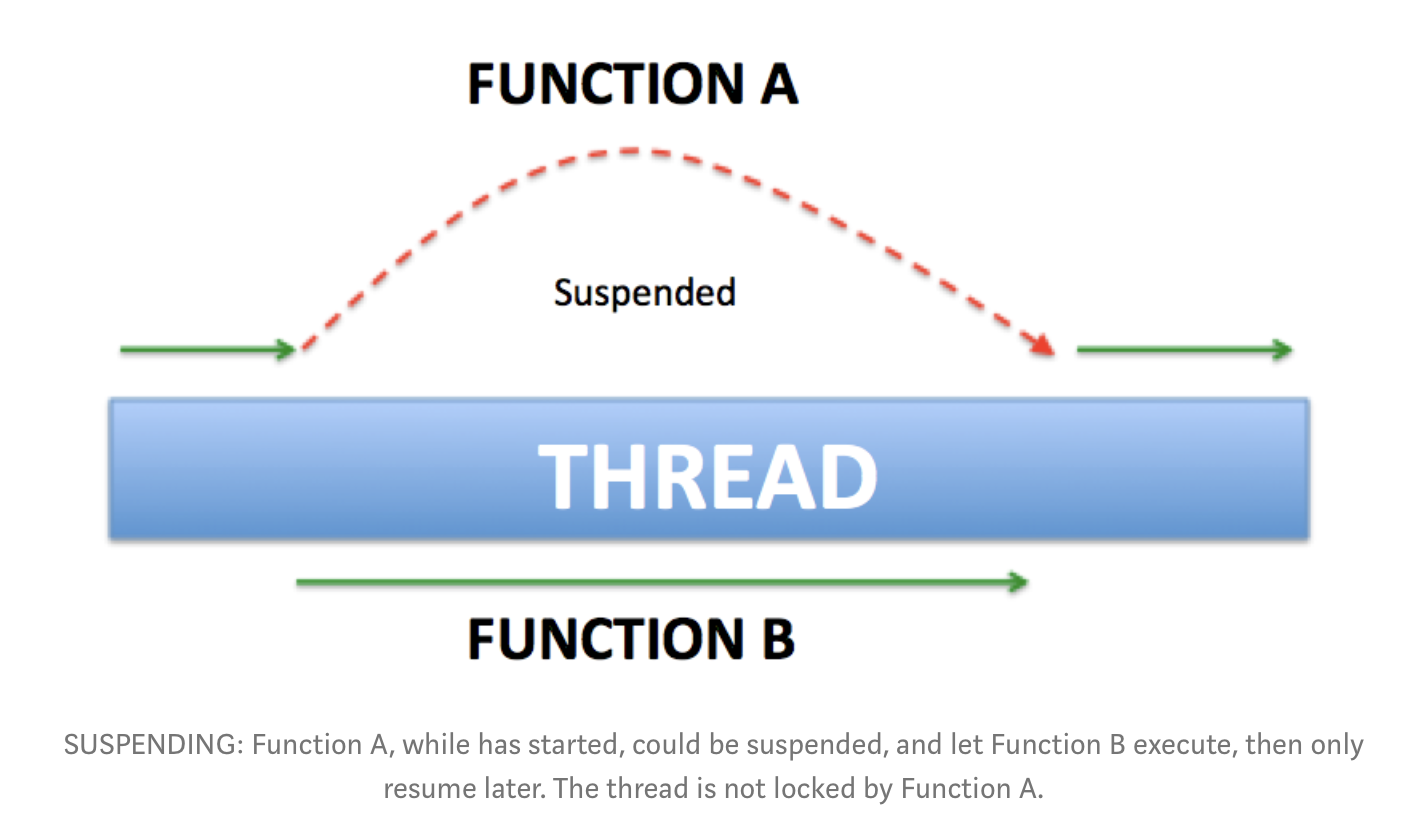 FUNCTION A
Suspended
THREAD
FUNCTION B
SUSPENDING: Function A, while has started, could be suspended, and let Function B execute, then only
resume later. The thread is not locked by Function A.